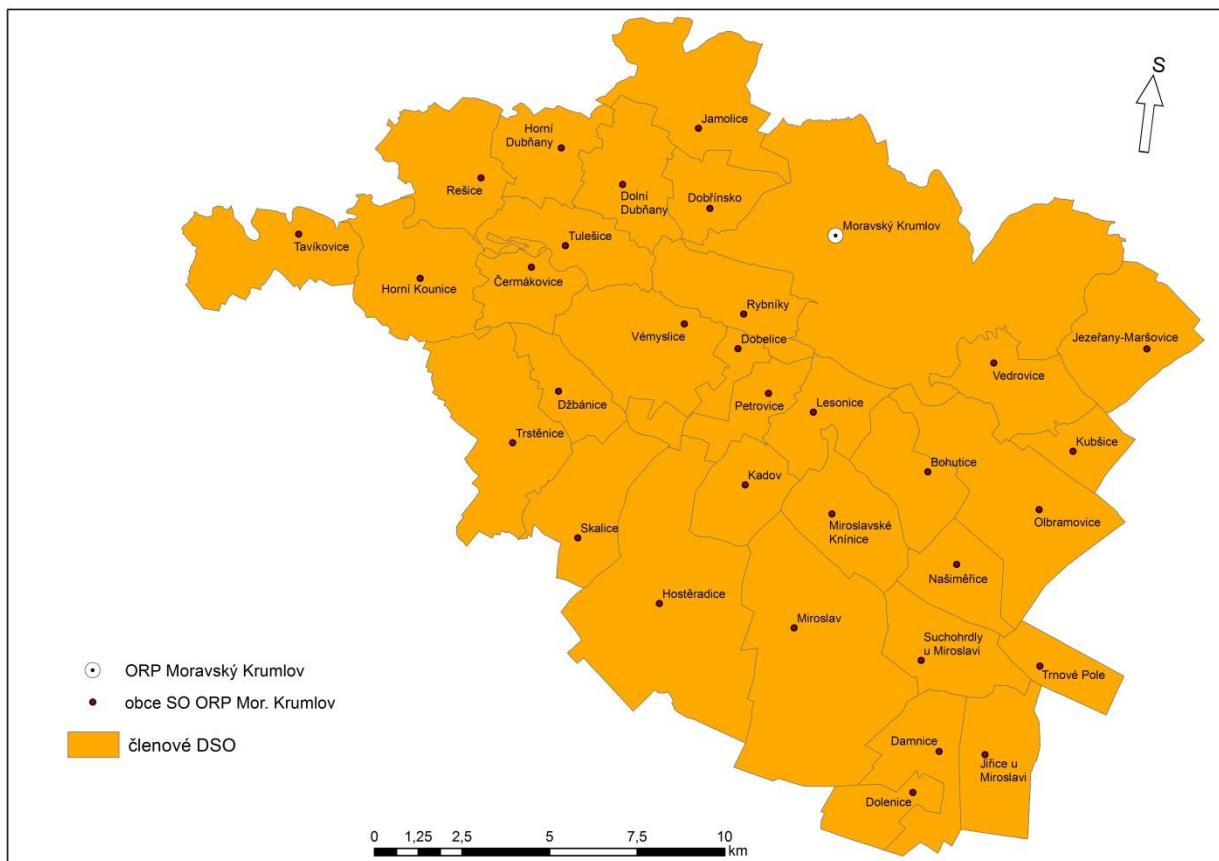 S
Jamolice
Horní
Dubňany
Rešice
Dolní
Dubňany
Dobřínsko
Moravský Krumlov
Tavíkovice
Tulešice
Horní Kounice
Čermákovice
Rybníky
Vémyslice
Dobelice
Jezeřany-Maršovice
Vedrovice
Džbánice
Petrovice
Lesonice
Trstěnice
Kubšice
Bohutice
Kadov
Skalice
Miroslavské
Knínice
Olbramovice
Našiměřice
Hostěradice
Miroslav
Suchohrdly
u Miroslavi
Trnové Pole
Damnice
Jiřice u
Miroslavi
Dolenice
ORP Moravský Krumlov
obce SO ORP Mor. Krumlov
členové DSO
0 1,25 2,5 5 7,5 10
km